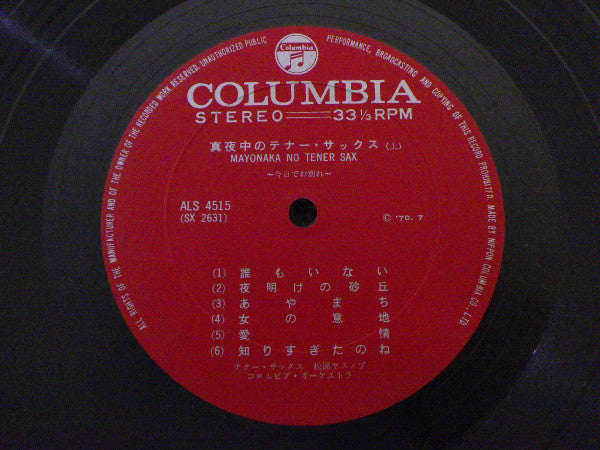 ALL RIGHTS OF THE MANUFACTURER AND OF THE OWNER OF THE RECORDED WORK RESERVED. UNAUTHORIZED PUBLIC PERFORMANCE, BROADCASTING AND COPYING OF THIS RECORD PROHIBITED. MADE BY NIPPON COLUMBIA CO. LTD.
Columbia
COLUMBIA
STEREO 33 1/3 RPM
真夜中のテナー・サックス (上)
MAYONAKA NO TENER SAX
〜今日でお別れ〜
ALS 4515
(SX 2631)
© '70. 7
(1) 誰もいない
(2) 夜明けの砂丘
(3) あやまち
(4) 女の意地
(5) 愛情
(6) 知りすぎたのね
テナー・サックス 松浦ヤスノブ
コロムビア・オーケストラ